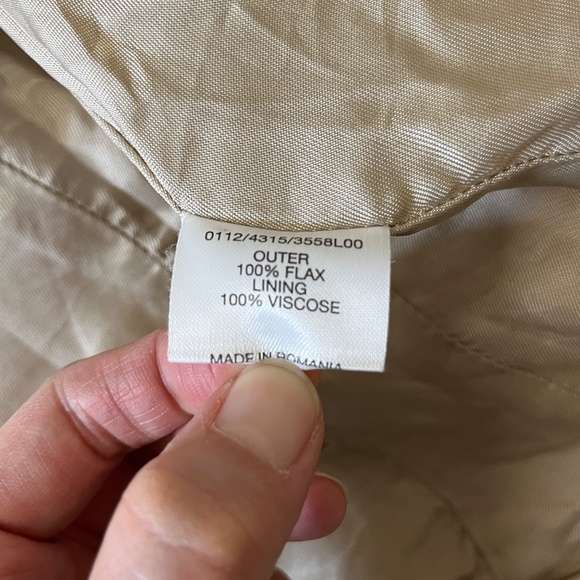 0112/4315/3558L00
OUTER
100% FLAX
LINING
100% VISCOSE
MADE IN ROMANIA